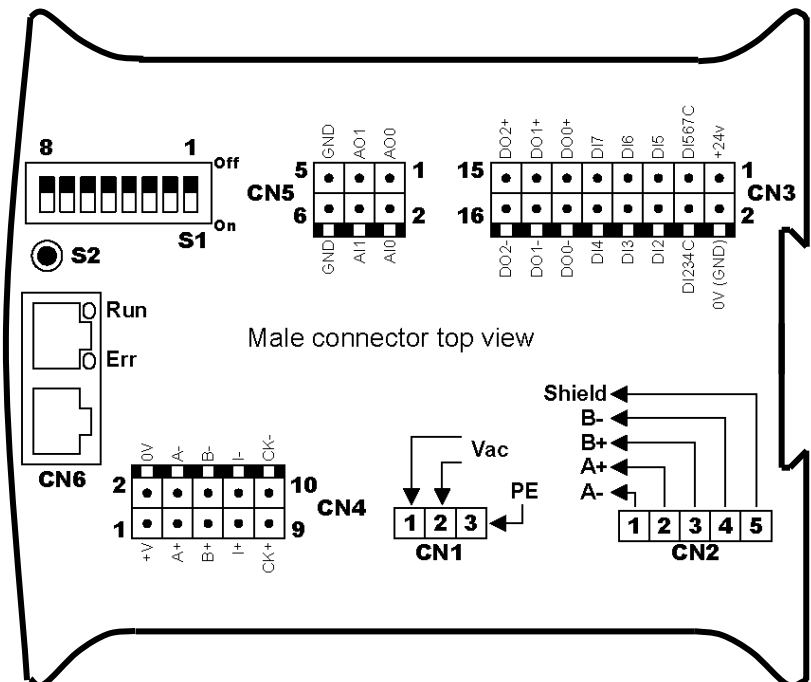 8 1
Off
On
S1
S2
GND AO1 AO0
5 1
CN5
6 2
GND AI1 AI0
DO2+ DO1+ DO0+ DI7 DI6 DI5 DI567C +24v
15 1
CN3
16 2
DO2- DO1- DO0- DI4 DI3 DI2 DI234C 0V (GND)
Run
Err
CN6
Male connector top view
0V A- B- I- CK-
2 10
CN4
1 9
+V A+ B+ I+ CK+
Vac
PE
1 2 3
CN1
Shield
B-
B+
A+
A-
1 2 3 4 5
CN2